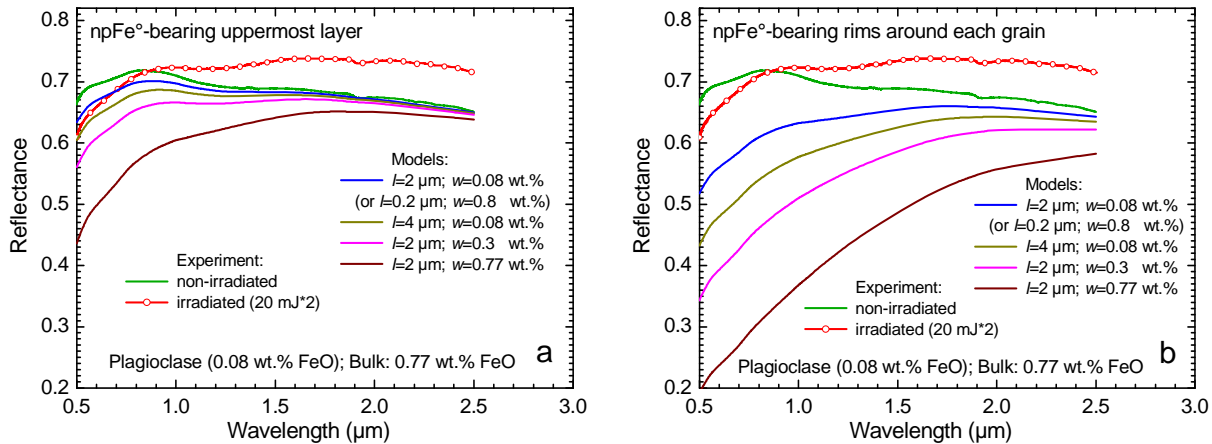 npFe°-bearing uppermost layer
0.8
0.7
0.6
0.5
0.4
0.3
0.2
Reflectance
Models:
l=2 µm; w=0.08 wt.%
(or l=0.2 µm; w=0.8 wt.%)
l=4 µm; w=0.08 wt.%
l=2 µm; w=0.3 wt.%
l=2 µm; w=0.77 wt.%
Experiment:
non-irradiated
irradiated (20 mJ*2)
Plagioclase (0.08 wt.% FeO); Bulk: 0.77 wt.% FeO
a
0.5 1.0 1.5 2.0 2.5 3.0
Wavelength (µm)
npFe°-bearing rims around each grain
0.8
0.7
0.6
0.5
0.4
0.3
0.2
Reflectance
Models:
l=2 µm; w=0.08 wt.%
(or l=0.2 µm; w=0.8 wt.%)
l=4 µm; w=0.08 wt.%
l=2 µm; w=0.3 wt.%
l=2 µm; w=0.77 wt.%
Experiment:
non-irradiated
irradiated (20 mJ*2)
Plagioclase (0.08 wt.% FeO); Bulk: 0.77 wt.% FeO
b
0.5 1.0 1.5 2.0 2.5 3.0
Wavelength (µm)